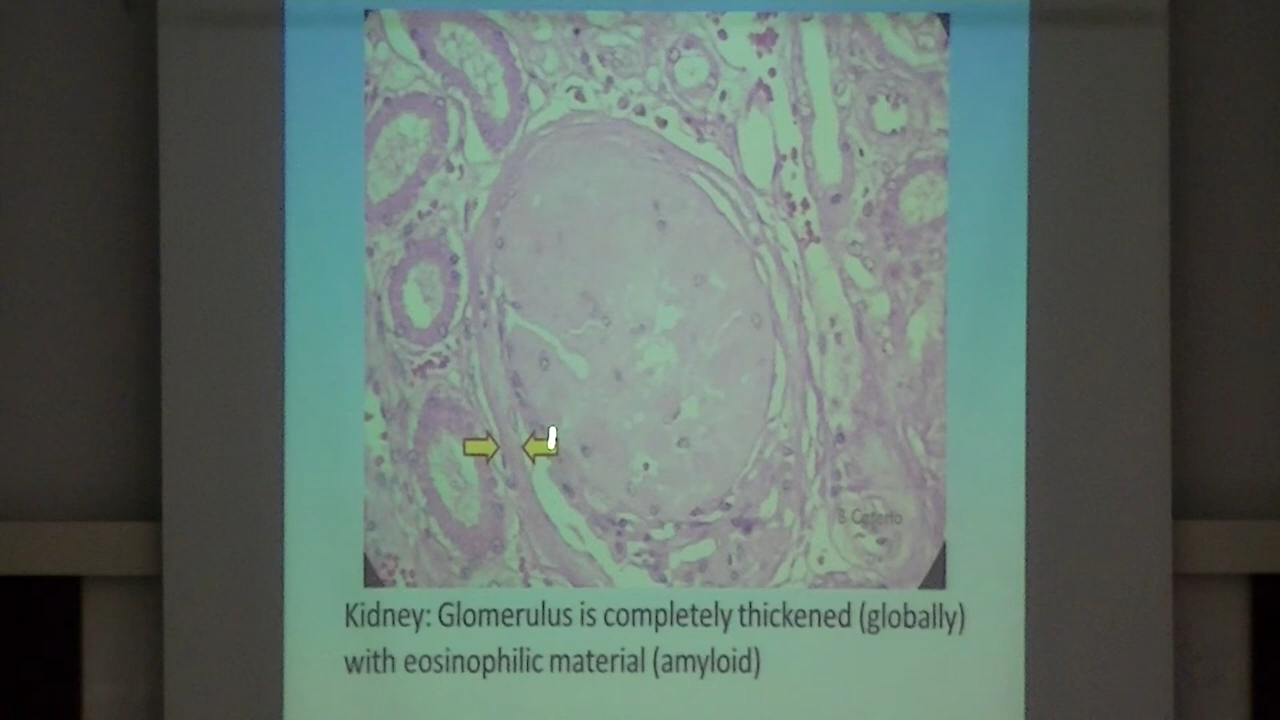 Kidney: Glomerulus is completely thickened (globally)
with eosinophilic material (amyloid)